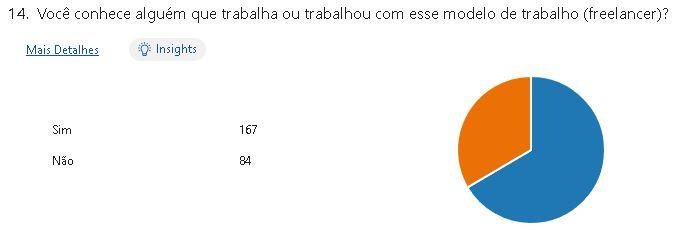 14. Você conhece alguém que trabalha ou trabalhou com esse modelo de trabalho (freelancer)?
Mais Detalhes Insights
Sim 167
Não 84